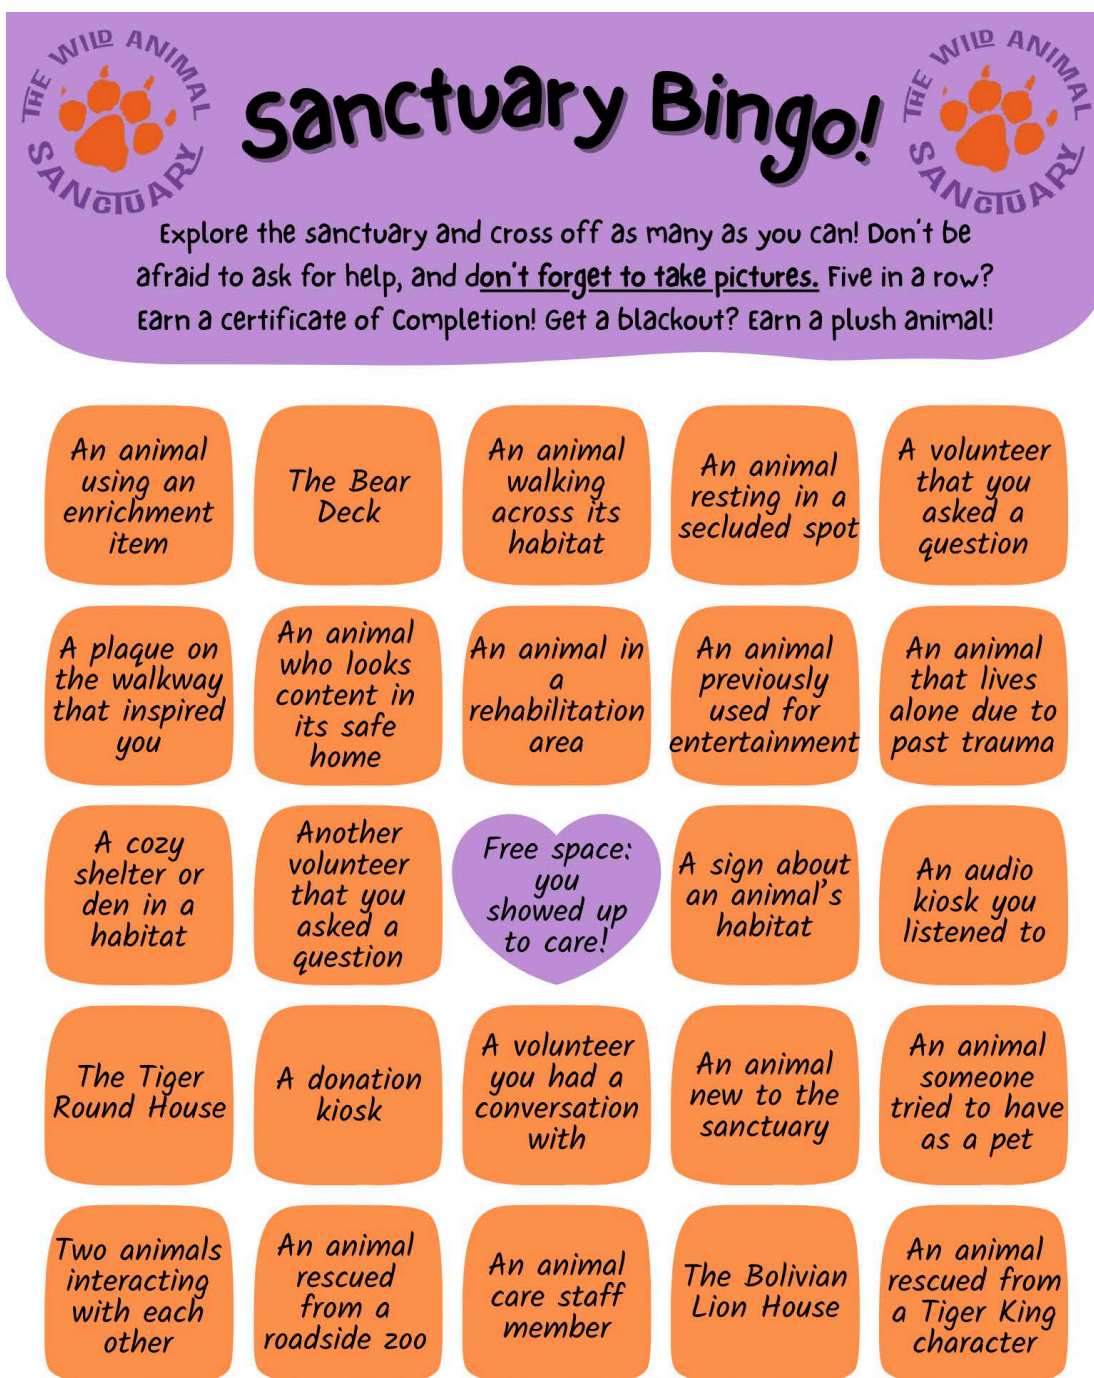 THE WILD ANIMAL
SANCTUARY
Sanctuary Bingo!
THE WILD ANIMAL
SANCTUARY
Explore the sanctuary and cross off as many as you can! Don't be
afraid to ask for help, and don't forget to take pictures. Five in a row?
Earn a certificate of Completion! Get a blackout? Earn a plush animal!
An animal
using an
enrichment
item
The Bear
Deck
An animal
walking
across its
habitat
An animal
resting in a
secluded spot
A volunteer
that you
asked a
question
A plaque on
the walkway
that inspired
you
An animal
who looks
content in
its safe
home
An animal in
a
rehabilitation
area
An animal
previously
used for
entertainment
An animal
that lives
alone due to
past trauma
A cozy
shelter or
den in a
habitat
Another
volunteer
that you
asked a
question
Free space:
you
showed up
to care!
A sign about
an animal's
habitat
An audio
kiosk you
listened to
The Tiger
Round House
A donation
kiosk
A volunteer
you had a
conversation
with
An animal
new to the
sanctuary
An animal
someone
tried to have
as a pet
Two animals
interacting
with each
other
An animal
rescued
from a
roadside zoo
An animal
care staff
member
The Bolivian
Lion House
An animal
rescued from
a Tiger King
character